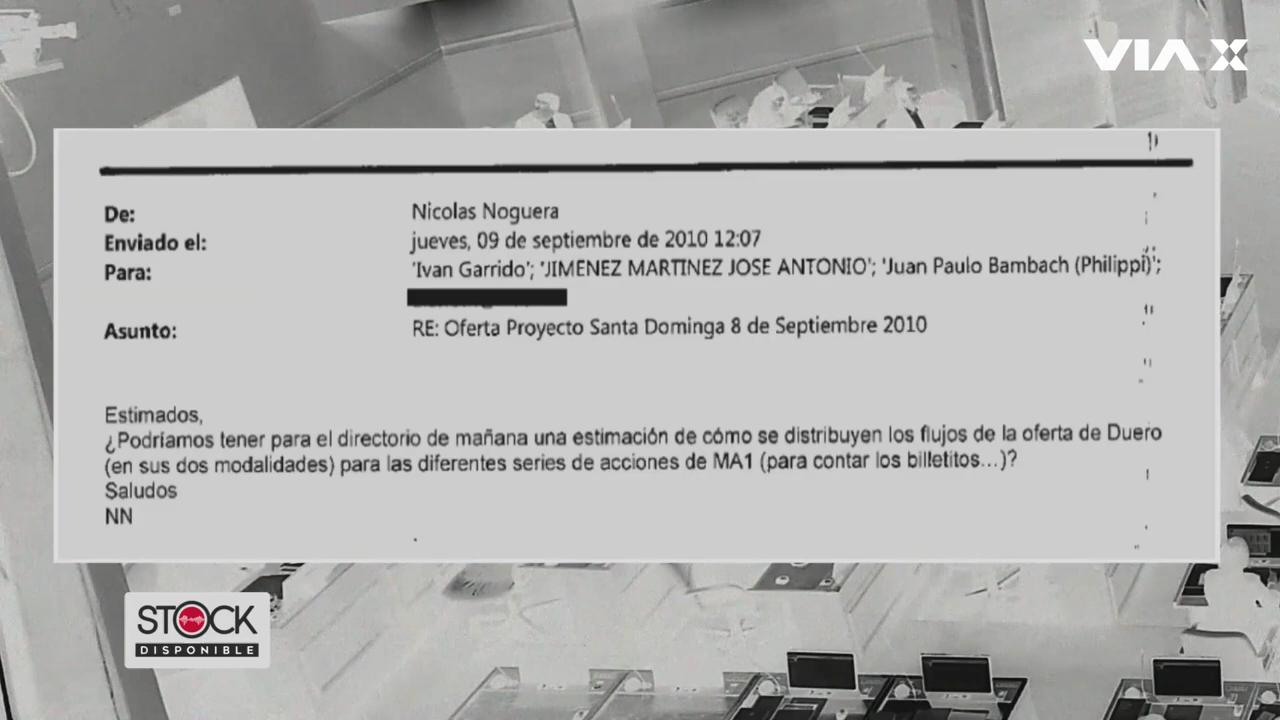 VIA X
De: Nicolas Noguera
Enviado el: jueves, 09 de septiembre de 2010 12:07
Para: 'Ivan Garrido'; 'JIMENEZ MARTINEZ JOSE ANTONIO'; 'Juan Paulo Bambach (Philippi)';
Asunto: RE: Oferta Proyecto Santa Dominga 8 de Septiembre 2010
Estimados,
¿Podríamos tener para el directorio de mañana una estimación de cómo se distribuyen los flujos de la oferta de Duero
(en sus dos modalidades) para las diferentes series de acciones de MA1 (para contar los billetitos...)?
Saludos
NN
STOCK
DISPONIBLE